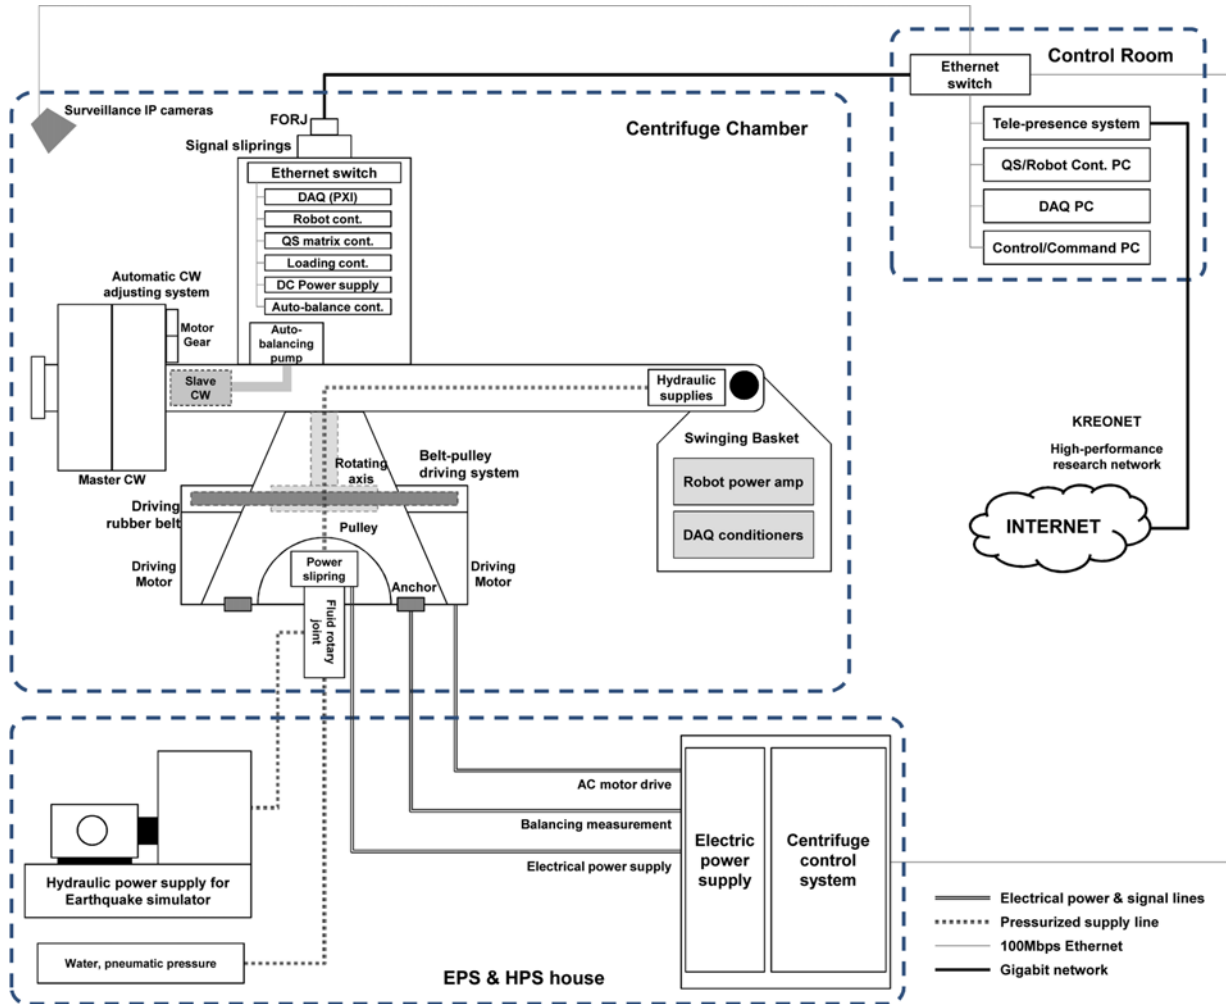 Control Room
Ethernet
switch
Tele-presence system
QS/Robot Cont. PC
DAQ PC
Control/Command PC
Surveillance IP cameras
FORJ
Signal sliprings
Centrifuge Chamber
Ethernet switch
DAQ (PXI)
Robot cont.
QS matrix cont.
Loading cont.
DC Power supply
Auto-balance cont.
Automatic CW
adjusting system
Motor
Gear
Auto-
balancing
pump
Slave
CW
Hydraulic
supplies
Master CW
Swinging Basket
Robot power amp
DAQ conditioners
Rotating
axis
Belt-pulley
driving system
Driving
rubber belt
Pulley
Driving
Motor
Power
slipring
Anchor
Driving
Motor
Fluid rotary
joint
KREONET
High-performance
research network
INTERNET
AC motor drive
Balancing measurement
Electrical power supply
Electric
power
supply
Centrifuge
control
system
Hydraulic power supply for
Earthquake simulator
Water, pneumatic pressure
EPS & HPS house
Electrical power & signal lines
Pressurized supply line
100Mbps Ethernet
Gigabit network